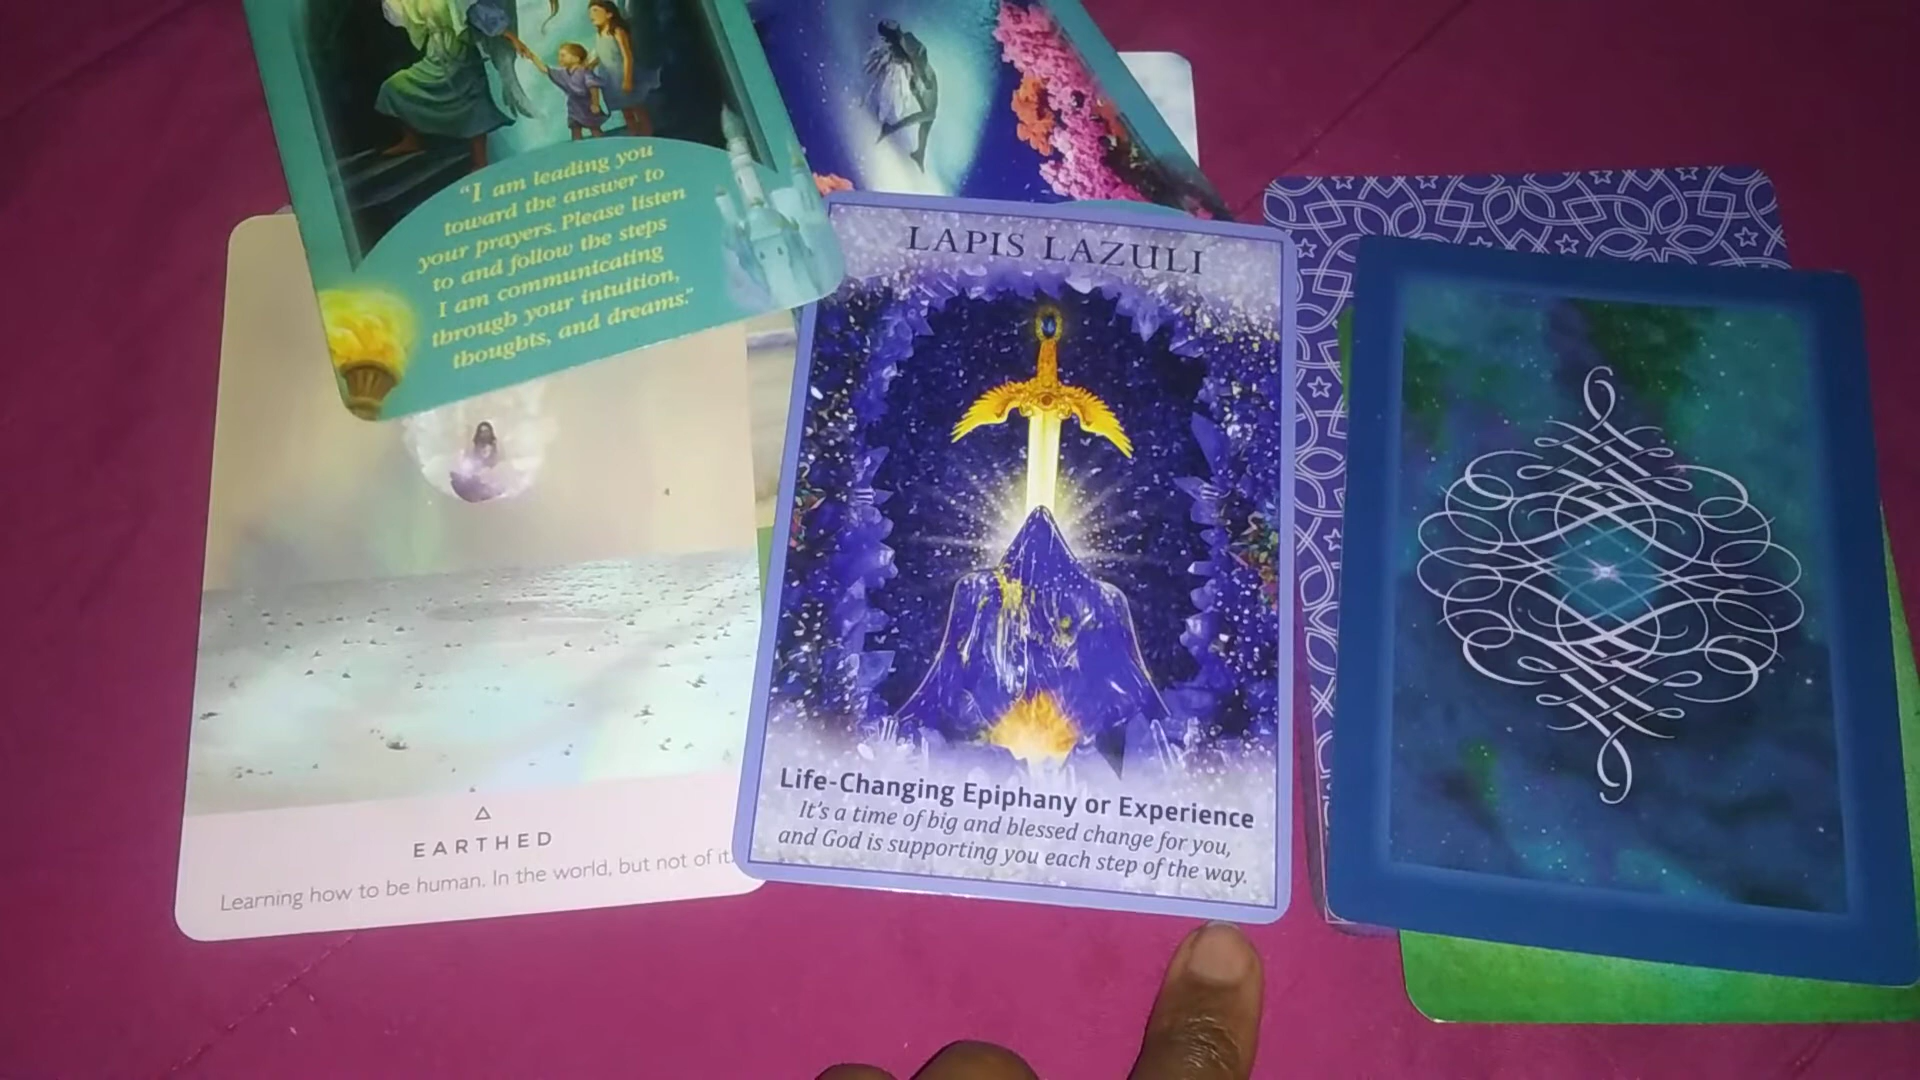 "I am leading you
toward the answer to
your prayers. Please listen
to and follow the steps
I am communicating
through your intuition,
thoughts, and dreams."
EARTHED
Learning how to be human. In the world, but not of it.
LAPIS LAZULI
Life-Changing Epiphany or Experience
It's a time of big and blessed change for you,
and God is supporting you each step of the way.